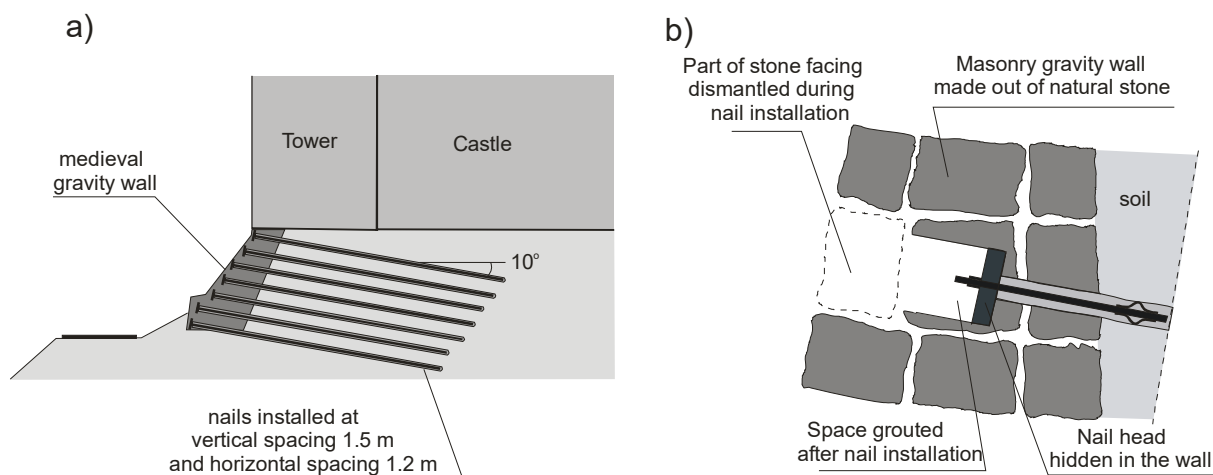 a)
Tower
Castle
medieval
gravity wall
10°
nails installed at
vertical spacing 1.5 m
and horizontal spacing 1.2 m
b)
Part of stone facing
dismantled during
nail installation
Masonry gravity wall
made out of natural stone
soil
Space grouted
after nail installation
Nail head
hidden in the wall